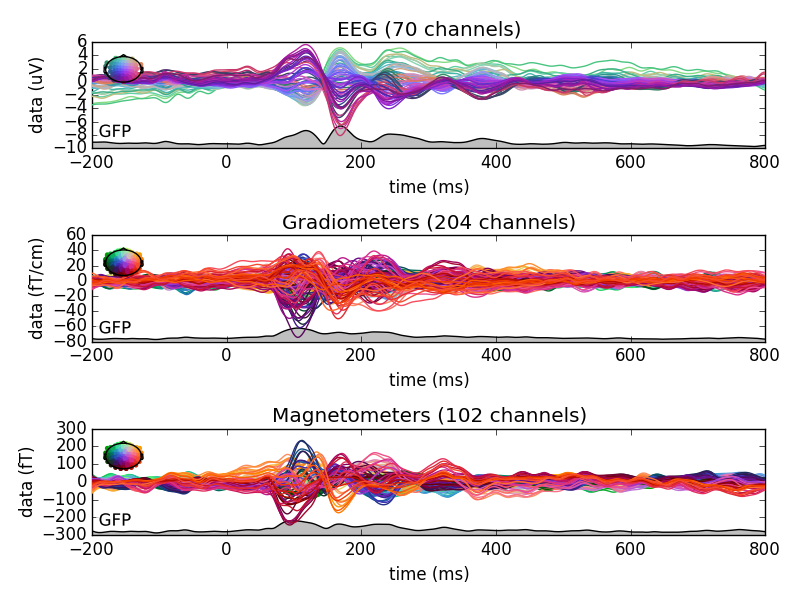 EEG (70 channels)
6
4
2
0
−2
−4
−6
−8
−10
data (uV)
GFP
−200 0 200 400 600 800
time (ms)
Gradiometers (204 channels)
60
40
20
0
−20
−40
−60
−80
data (fT/cm)
GFP
−200 0 200 400 600 800
time (ms)
Magnetometers (102 channels)
300
200
100
0
−100
−200
−300
data (fT)
GFP
−200 0 200 400 600 800
time (ms)